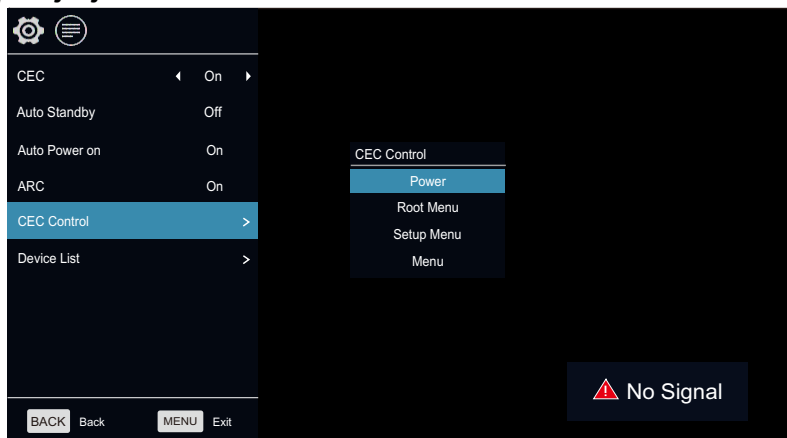 CEC On
Auto Standby Off
Auto Power on On
ARC On
CEC Control >
Device List >
BACK Back MENU Exit
CEC Control
Power
Root Menu
Setup Menu
Menu
No Signal